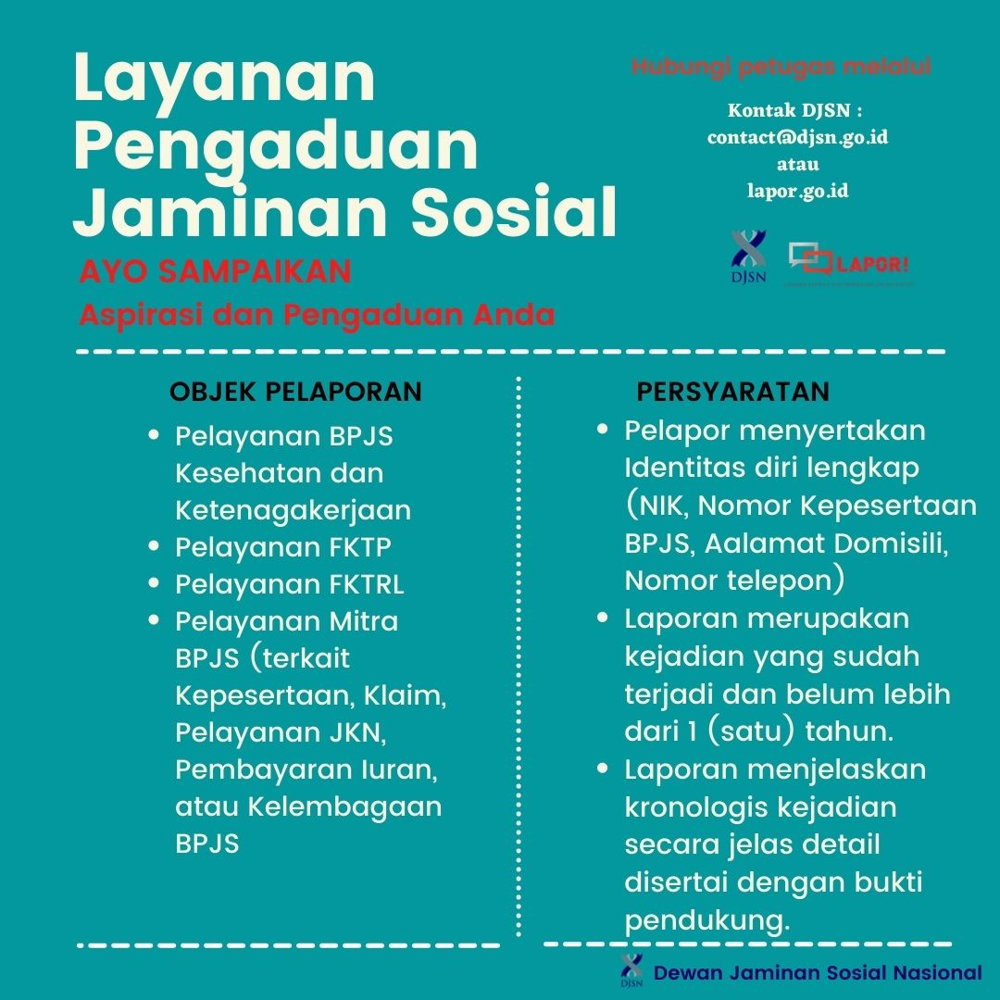 Layanan
Pengaduan
Jaminan Sosial
AYO SAMPAIKAN
Aspirasi dan Pengaduan Anda
Hubungi petugas melalui
Kontak DJSN :
contact@djsn.go.id
atau
lapor.go.id
DJSN
LAPOR!
OBJEK PELAPORAN
• Pelayanan BPJS
Kesehatan dan
Ketenagakerjaan
• Pelayanan FKTP
• Pelayanan FKTRL
• Pelayanan Mitra
BPJS (terkait
Kepesertaan, Klaim,
Pelayanan JKN,
Pembayaran Iuran,
atau Kelembagaan
BPJS
PERSYARATAN
• Pelapor menyertakan
Identitas diri lengkap
(NIK, Nomor Kepesertaan
BPJS, Aalamat Domisili,
Nomor telepon)
• Laporan merupakan
kejadian yang sudah
terjadi dan belum lebih
dari 1 (satu) tahun.
• Laporan menjelaskan
kronologis kejadian
secara jelas detail
disertai dengan bukti
pendukung.
DJSN
Dewan Jaminan Sosial Nasional